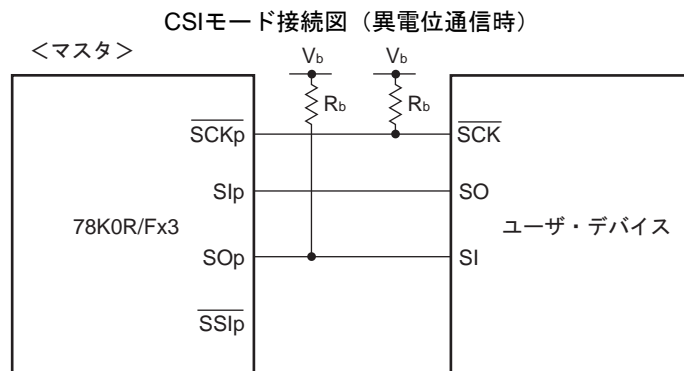 CSIモード接続図（異電位通信時）
＜マスタ＞
Vb Vb
Rb Rb
SCKp SCK
SIp SO
78K0R/Fx3 ユーザ・デバイス
SOp SI
SSIp